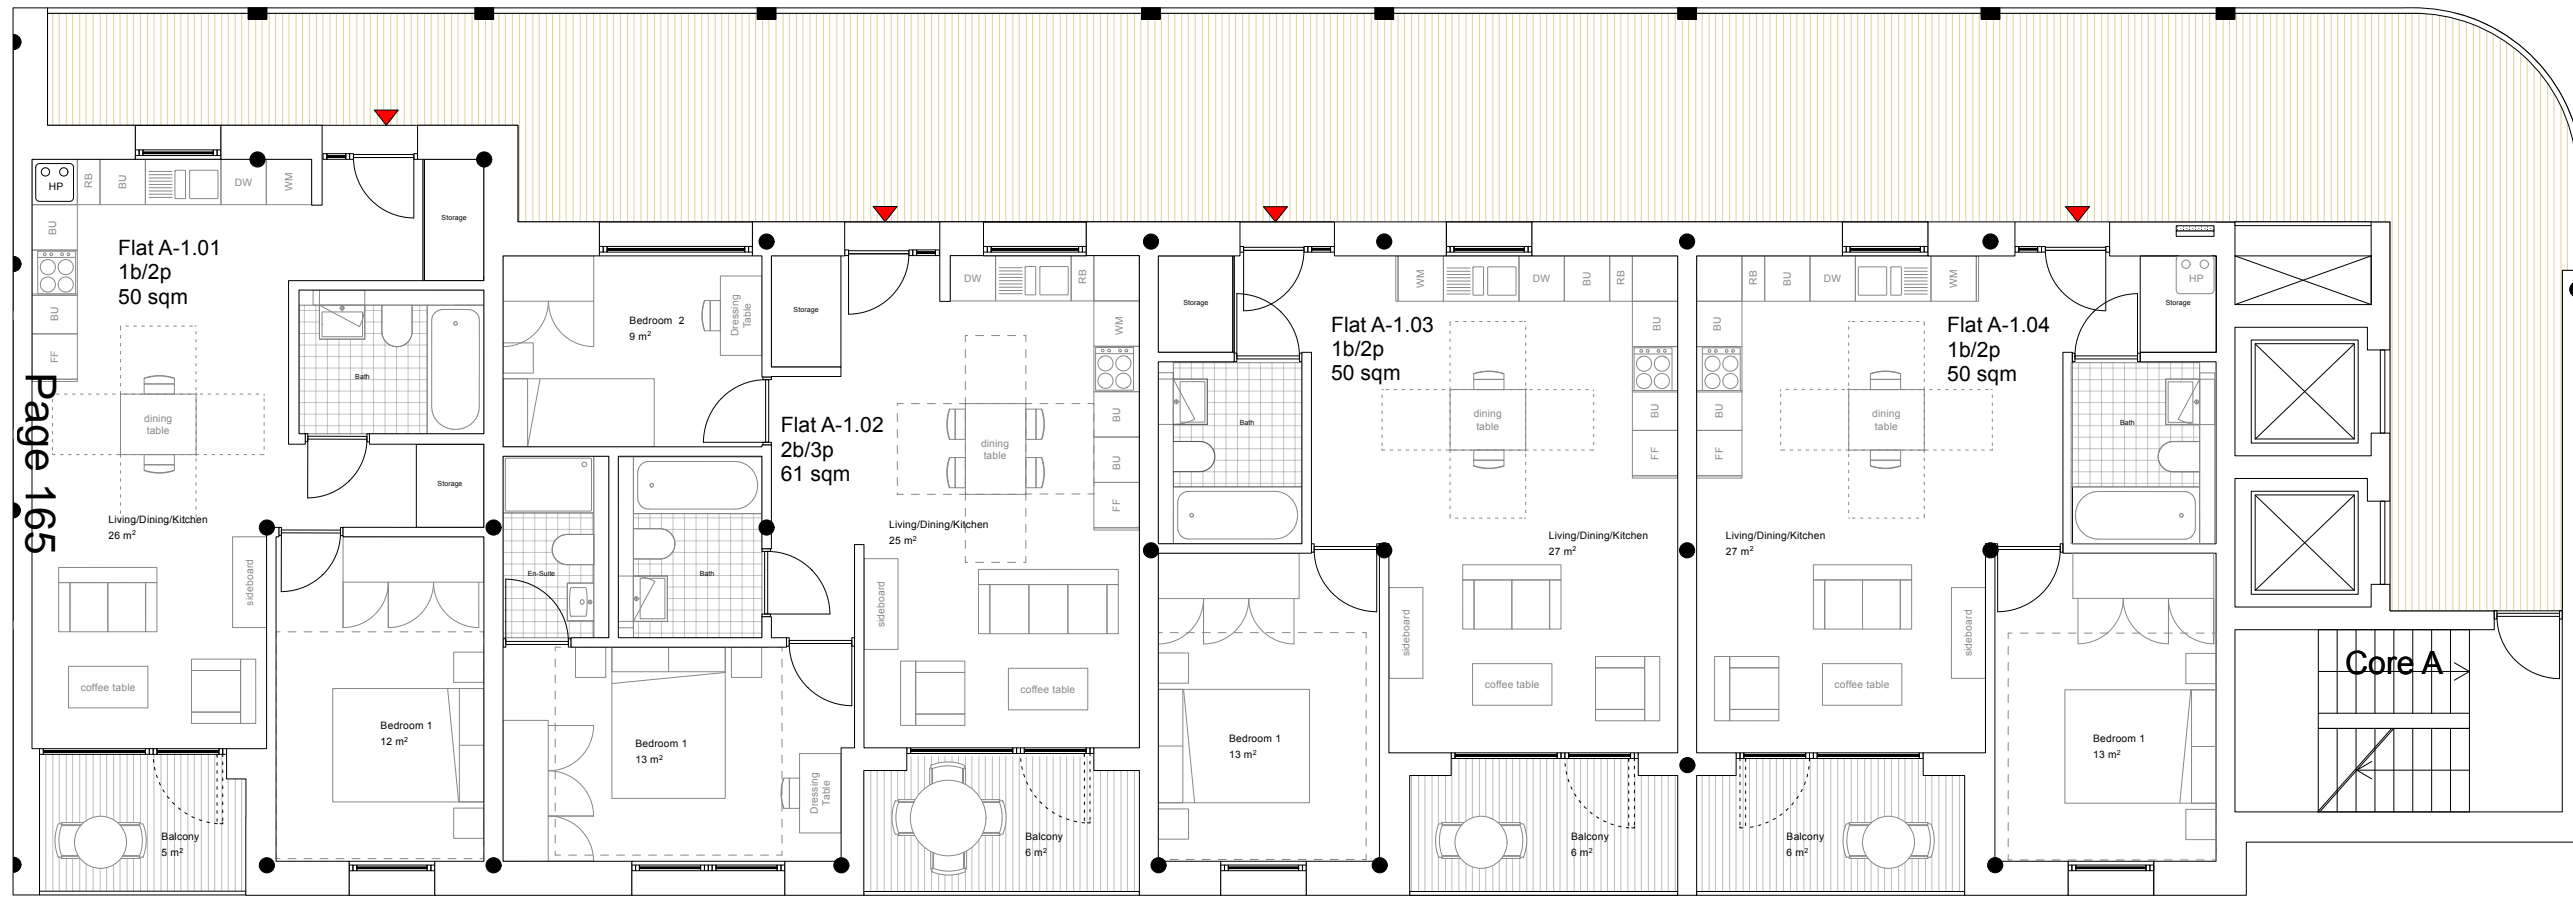 Page 165
HP
RB
BU
DW
WM
BU
BU
FF
Storage
Flat A-1.01
1b/2p
50 sqm
Bath
dining
table
Storage
Living/Dining/Kitchen
26 m²
sideboard
coffee table
Bedroom 1
12 m²
Balcony
5 m²
Bedroom 2
9 m²
Dressing
Table
Storage
DW
RB
WM
BU
BU
FF
Flat A-1.02
2b/3p
61 sqm
dining
table
Living/Dining/Kitchen
25 m²
En-Suite
Bath
sideboard
coffee table
Bedroom 1
13 m²
Dressing
Table
Balcony
6 m²
Storage
WM
DW
BU
RB
BU
BU
FF
Flat A-1.03
1b/2p
50 sqm
Bath
dining
table
Living/Dining/Kitchen
27 m²
sideboard
coffee table
Bedroom 1
13 m²
Balcony
6 m²
RB
BU
DW
WM
BU
BU
FF
HP
Storage
Flat A-1.04
1b/2p
50 sqm
dining
table
Bath
Living/Dining/Kitchen
27 m²
sideboard
coffee table
Bedroom 1
13 m²
Balcony
6 m²
Core A